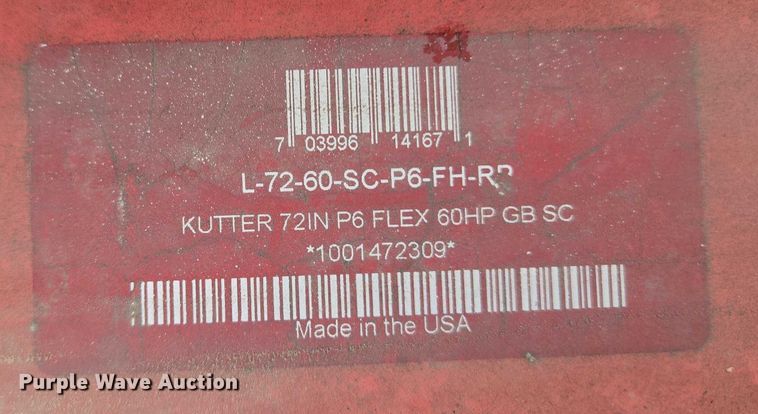 7 03996 14167 1
L-72-60-SC-P6-FH-R
KUTTER 72IN P6 FLEX 60HP GB SC
*1001472309*
Made in the USA
Purple Wave Auction